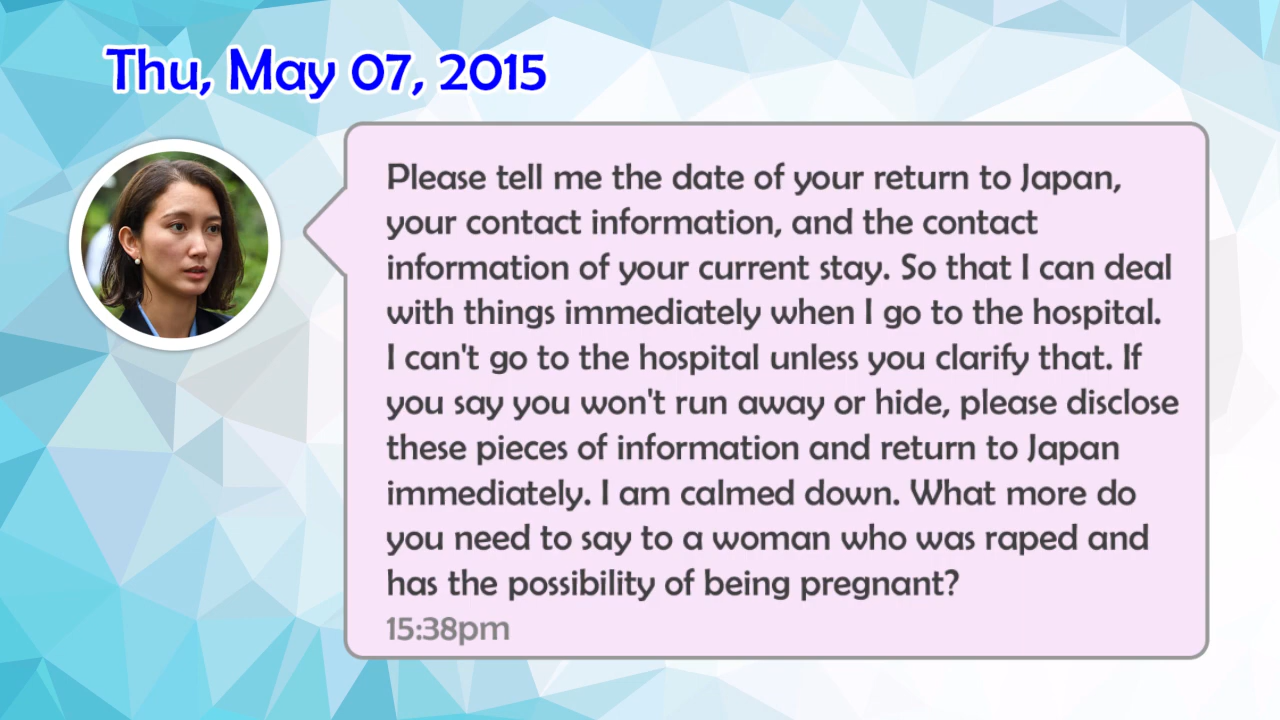 Thu, May 07, 2015
Please tell me the date of your return to Japan,
your contact information, and the contact
information of your current stay. So that I can deal
with things immediately when I go to the hospital.
I can't go to the hospital unless you clarify that. If
you say you won't run away or hide, please disclose
these pieces of information and return to Japan
immediately. I am calmed down. What more do
you need to say to a woman who was raped and
has the possibility of being pregnant?
15:38pm